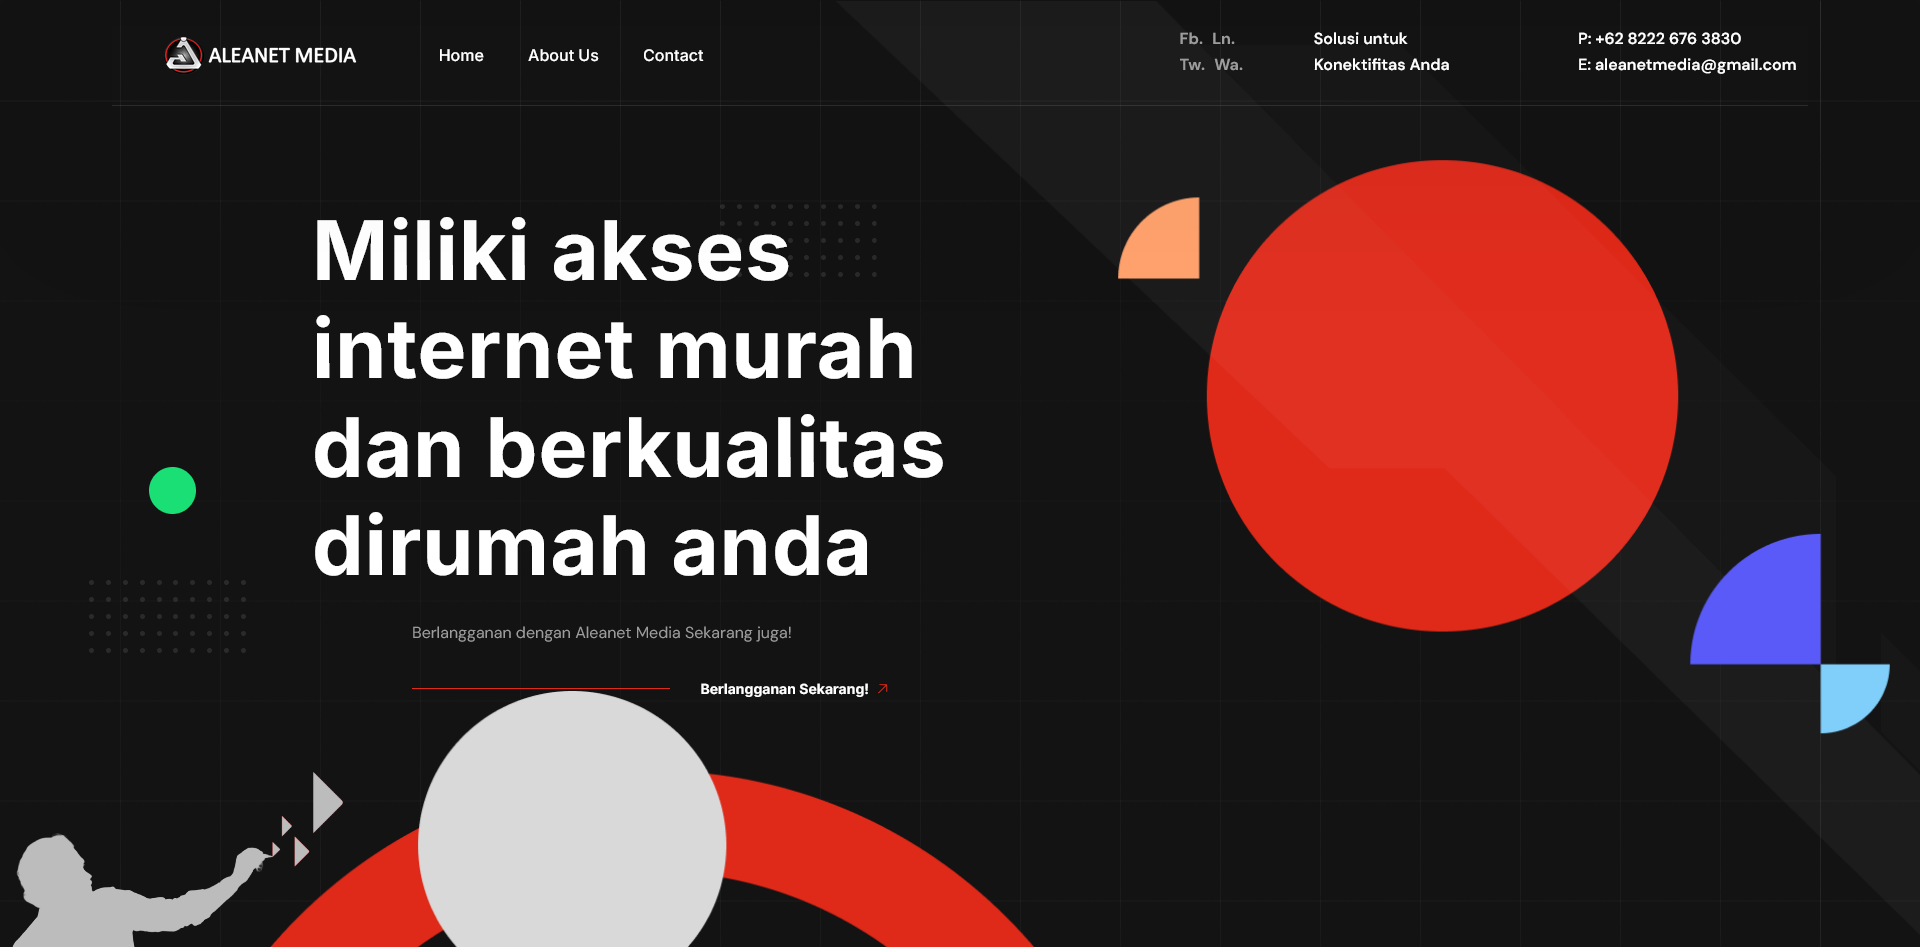 ALEANET MEDIA
Home
About Us
Contact
Fb. Ln.
Tw. Wa.
Solusi untuk
Konektifitas Anda
P: +62 8222 676 3830
E: aleanetmedia@gmail.com
Miliki akses
internet murah
dan berkualitas
dirumah anda
Berlangganan dengan Aleanet Media Sekarang juga!
Berlangganan Sekarang!